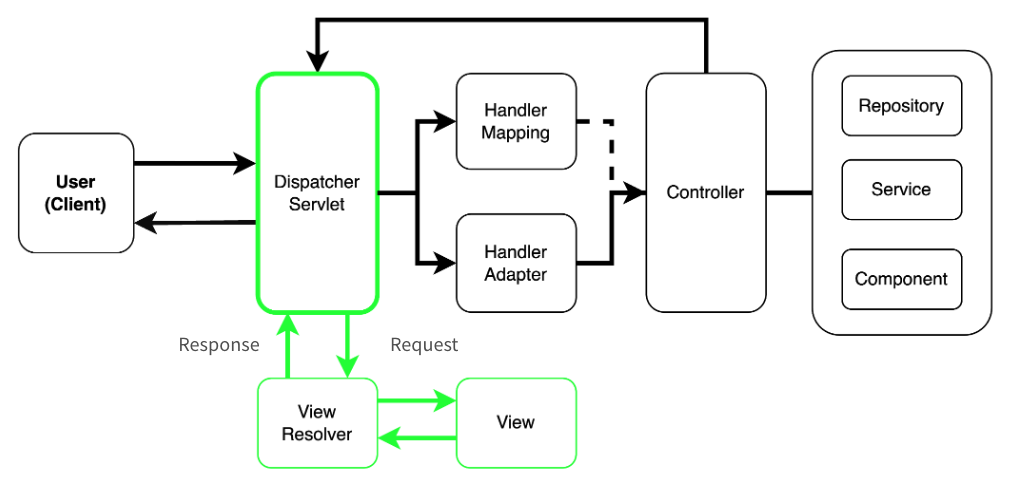 User
(Client)
Dispatcher
Servlet
Handler
Mapping
Handler
Adapter
Controller
Repository
Service
Component
Response
Request
View
Resolver
View